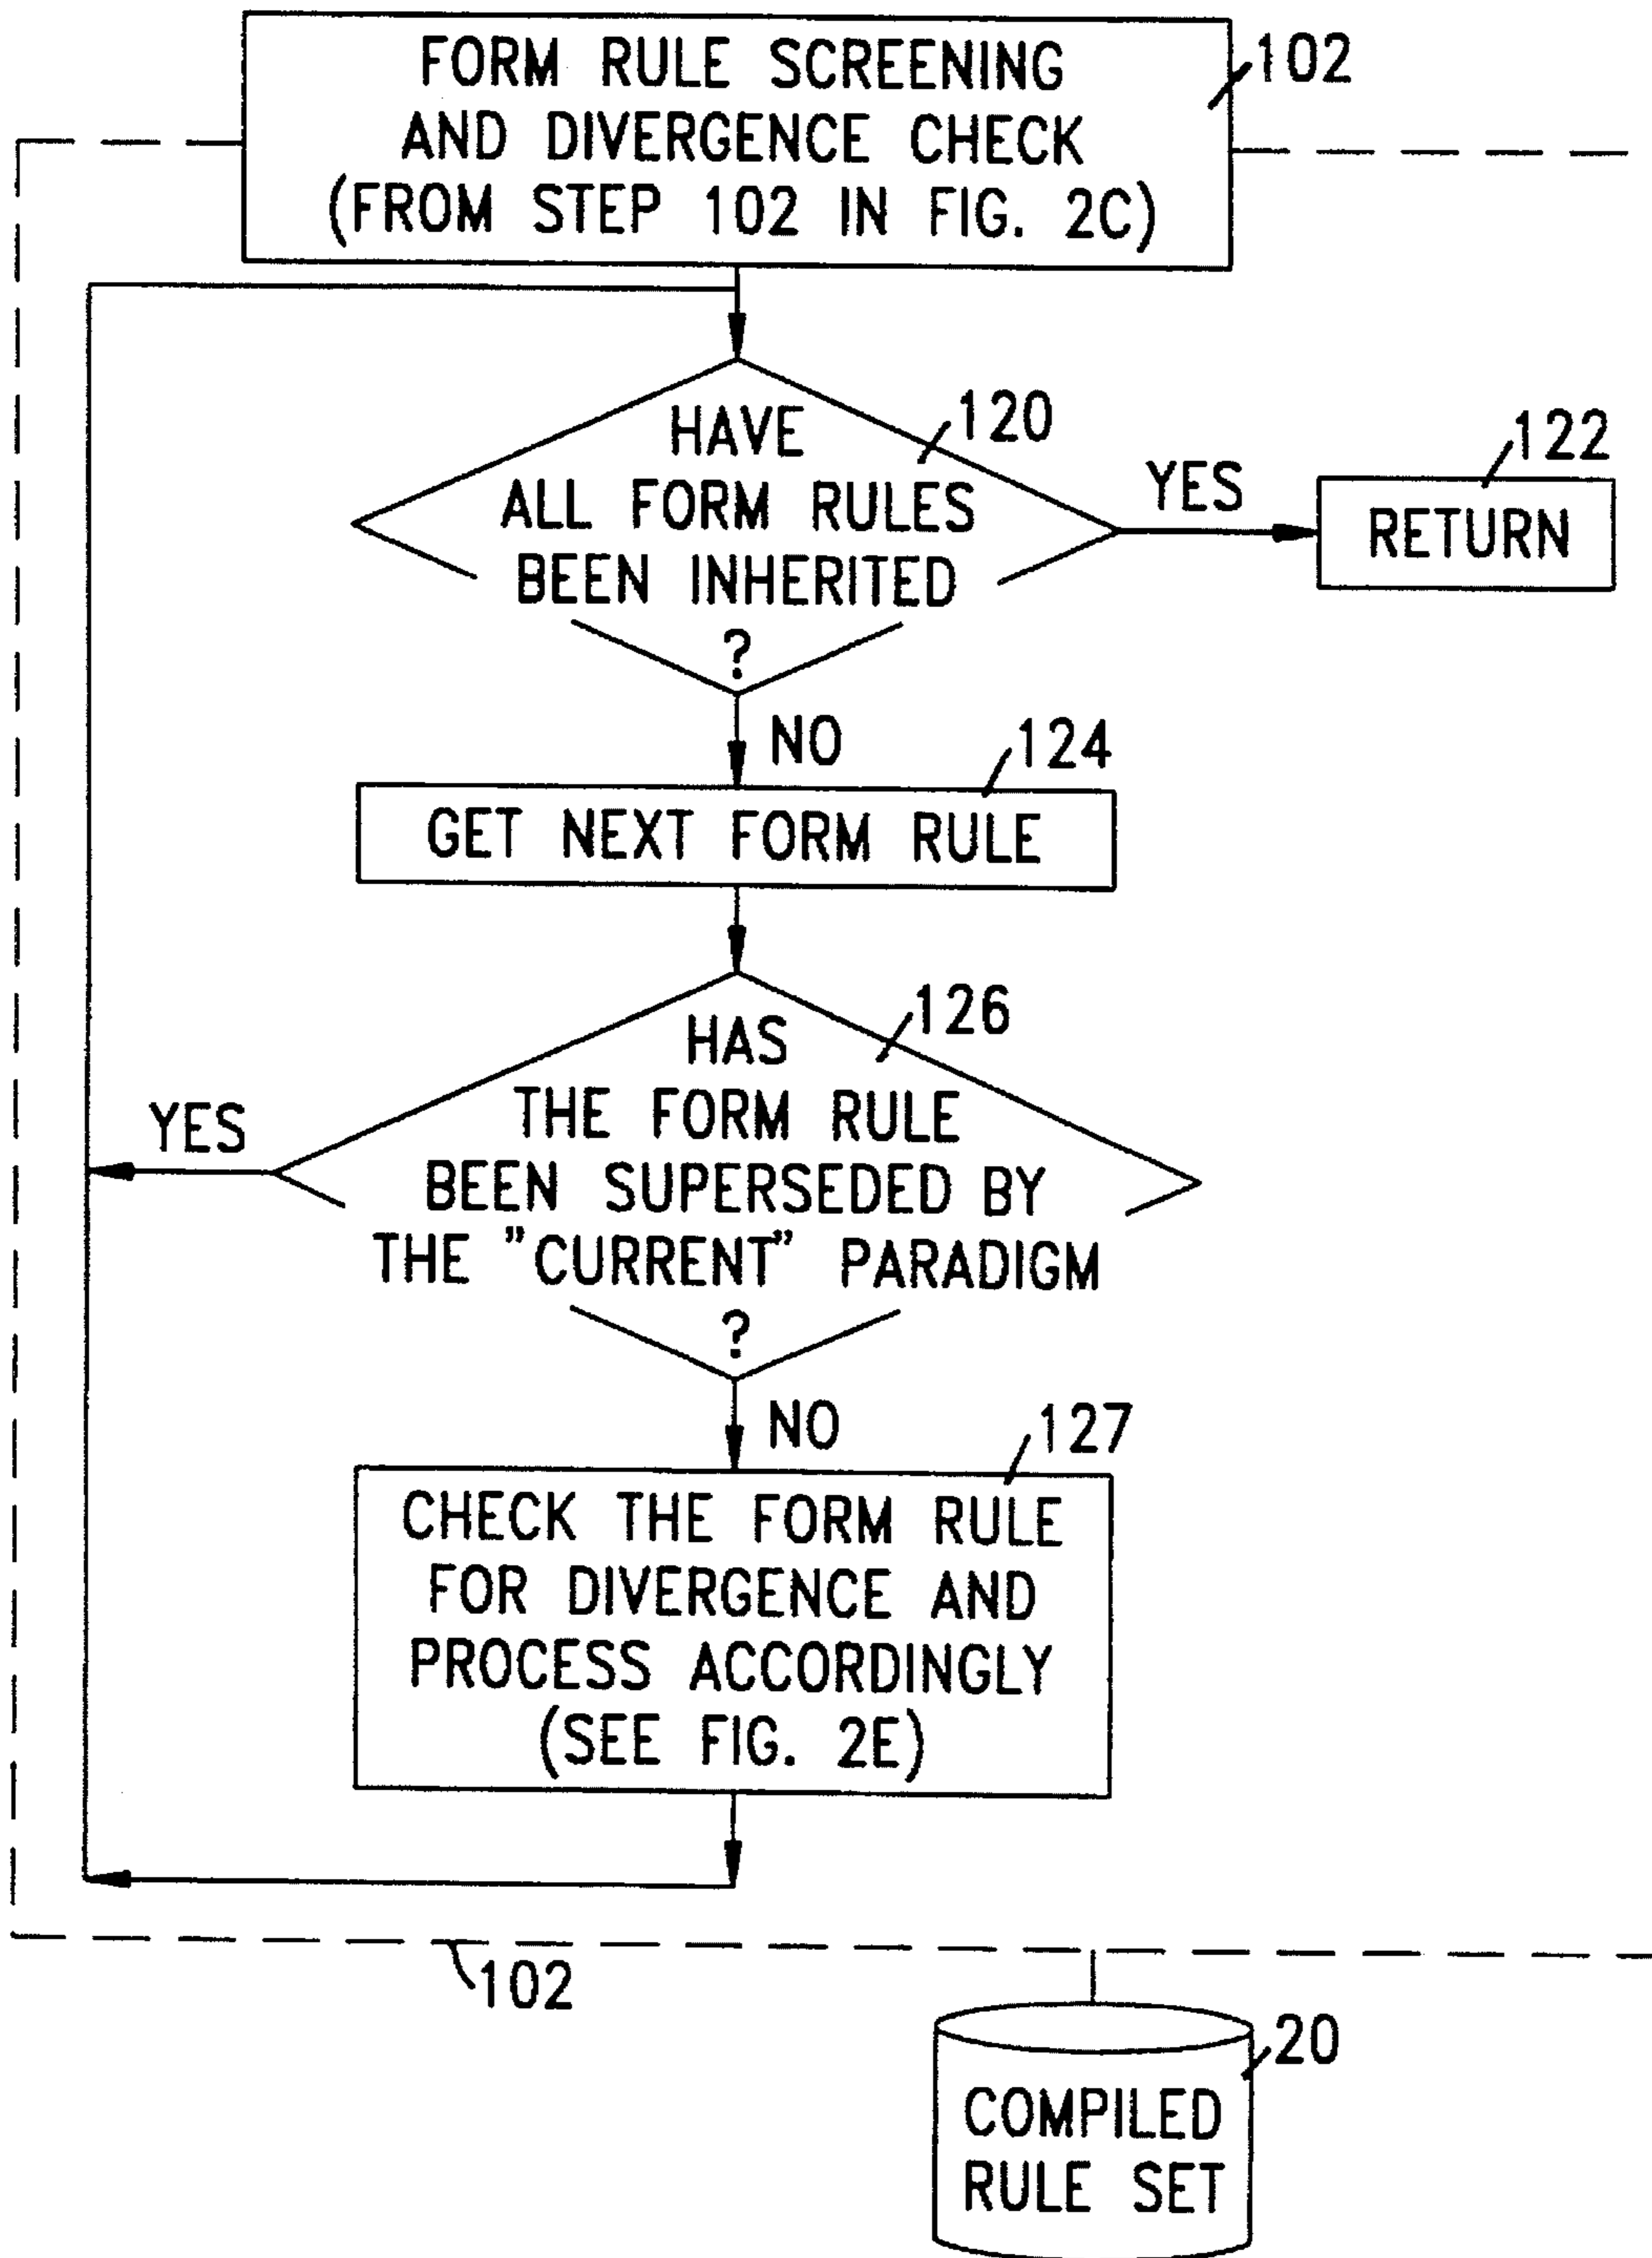 FORM RULE SCREENING
AND DIVERGENCE CHECK
(FROM STEP 102 IN FIG. 2C)
102
HAVE
ALL FORM RULES
BEEN INHERITED
?
120
YES
122
RETURN
NO
124
GET NEXT FORM RULE
126
HAS
THE FORM RULE
BEEN SUPERSEDED BY
THE "CURRENT" PARADIGM
?
YES
NO
127
CHECK THE FORM RULE
FOR DIVERGENCE AND
PROCESS ACCORDINGLY
(SEE FIG. 2E)
102
20
COMPILED
RULE SET